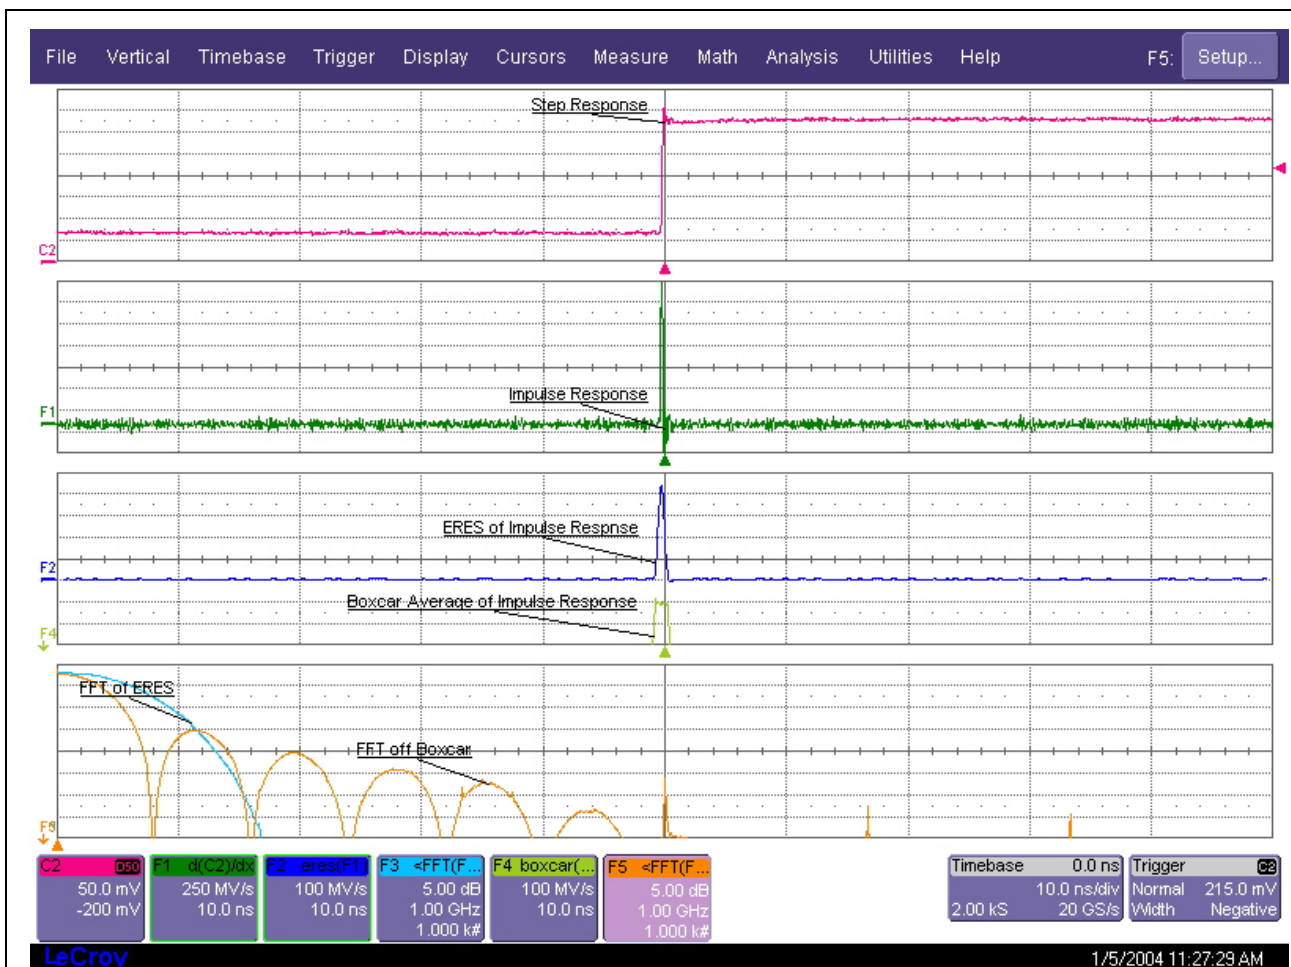 File Vertical Timebase Trigger Display Cursors Measure Math Analysis Utilities Help F5: Setup...
Step Response
C2
Impulse Response
F1
ERES of Impulse Respnse
F2
Boxcar Average of Impulse Response
F4
FFT of ERES
FFT off Boxcar
C2 D50
50.0 mV
-200 mV
F1 d(C2)/dx
250 MV/s
10.0 ns
F2 eres(F1)
100 MV/s
10.0 ns
F3 <FFT(F...
5.00 dB
1.00 GHz
1.000 k#
F4 boxcar(...
100 MV/s
10.0 ns
F5 <FFT(F...
5.00 dB
1.00 GHz
1.000 k#
Timebase 0.0 ns
10.0 ns/div
2.00 kS 20 GS/s
Trigger C2
Normal 215.0 mV
Width Negative
LeCroy
1/5/2004 11:27:29 AM